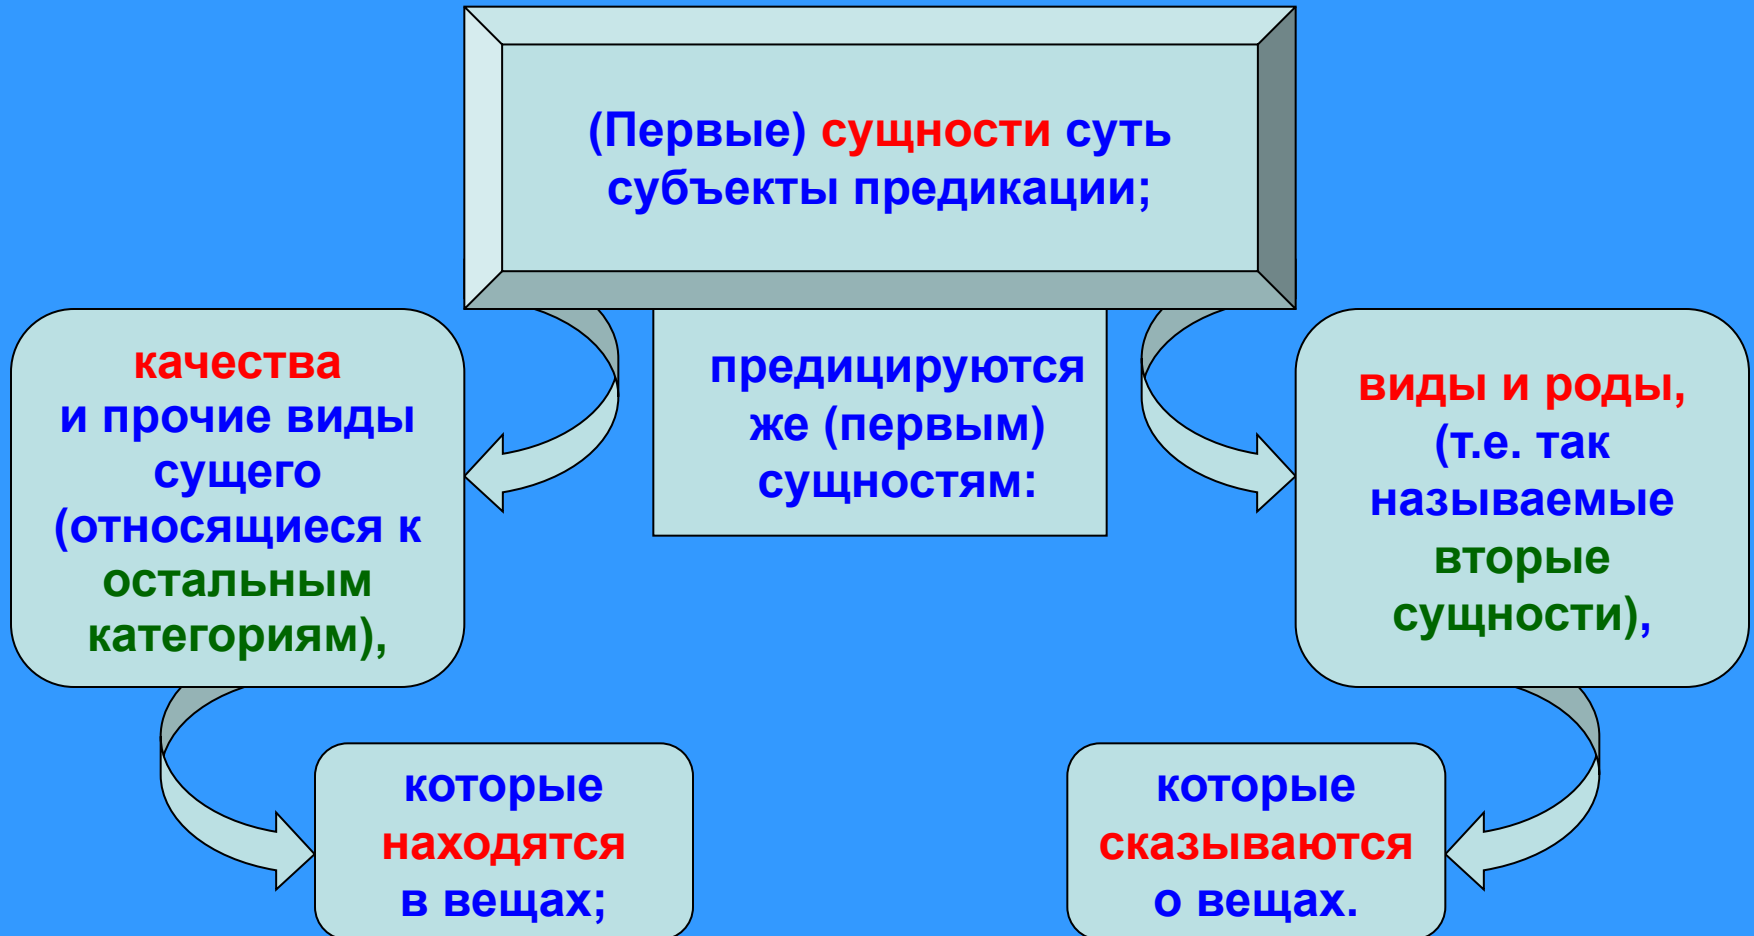 (Первые) сущности суть
субъекты предикации;
предицируются
же (первым)
сущностям:
качества
и прочие виды
сущего
(относящиеся к
остальным
категориям),
которые
находятся
в вещах;
виды и роды,
(т.е. так
называемые
вторые
сущности),
которые
сказываются
о вещах.